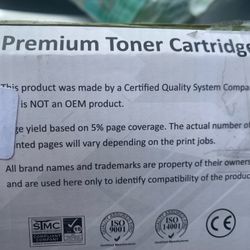 Premium Toner Cartridge
This product was made by a Certified Quality System Compa
is NOT an OEM product.
ge yield based on 5% page coverage. The actual number of
nted pages will vary depending on the print jobs.
All brand names and trademarks are property of their owners
and are used here only to identify compatibility of the produc
STMC
ISO
9001
ISO
14001
CE